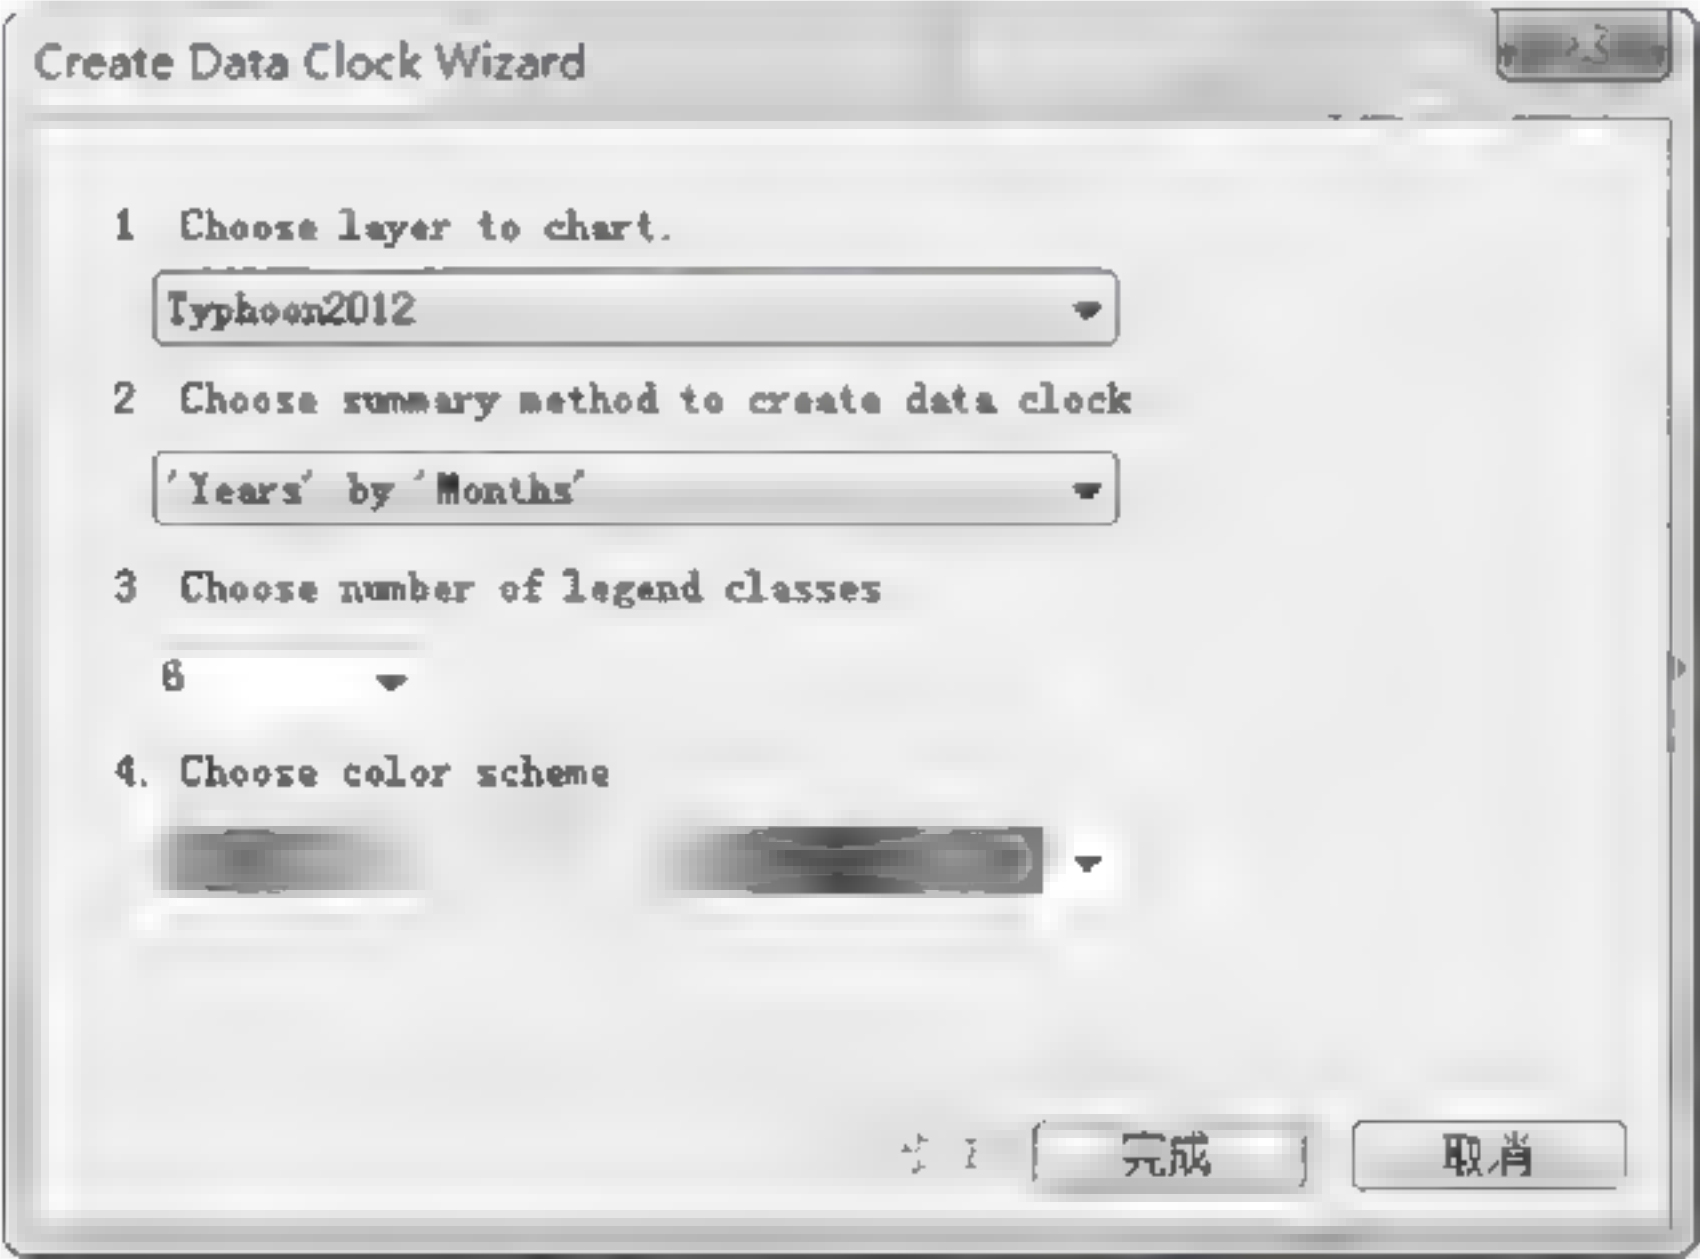 Create Data Clock Wizard
1 Choose layer to chart.
Typhoon2012
2 Choose summary method to create data clock
'Years' by 'Months'
3 Choose number of legend classes
6
4. Choose color scheme
完成 取消